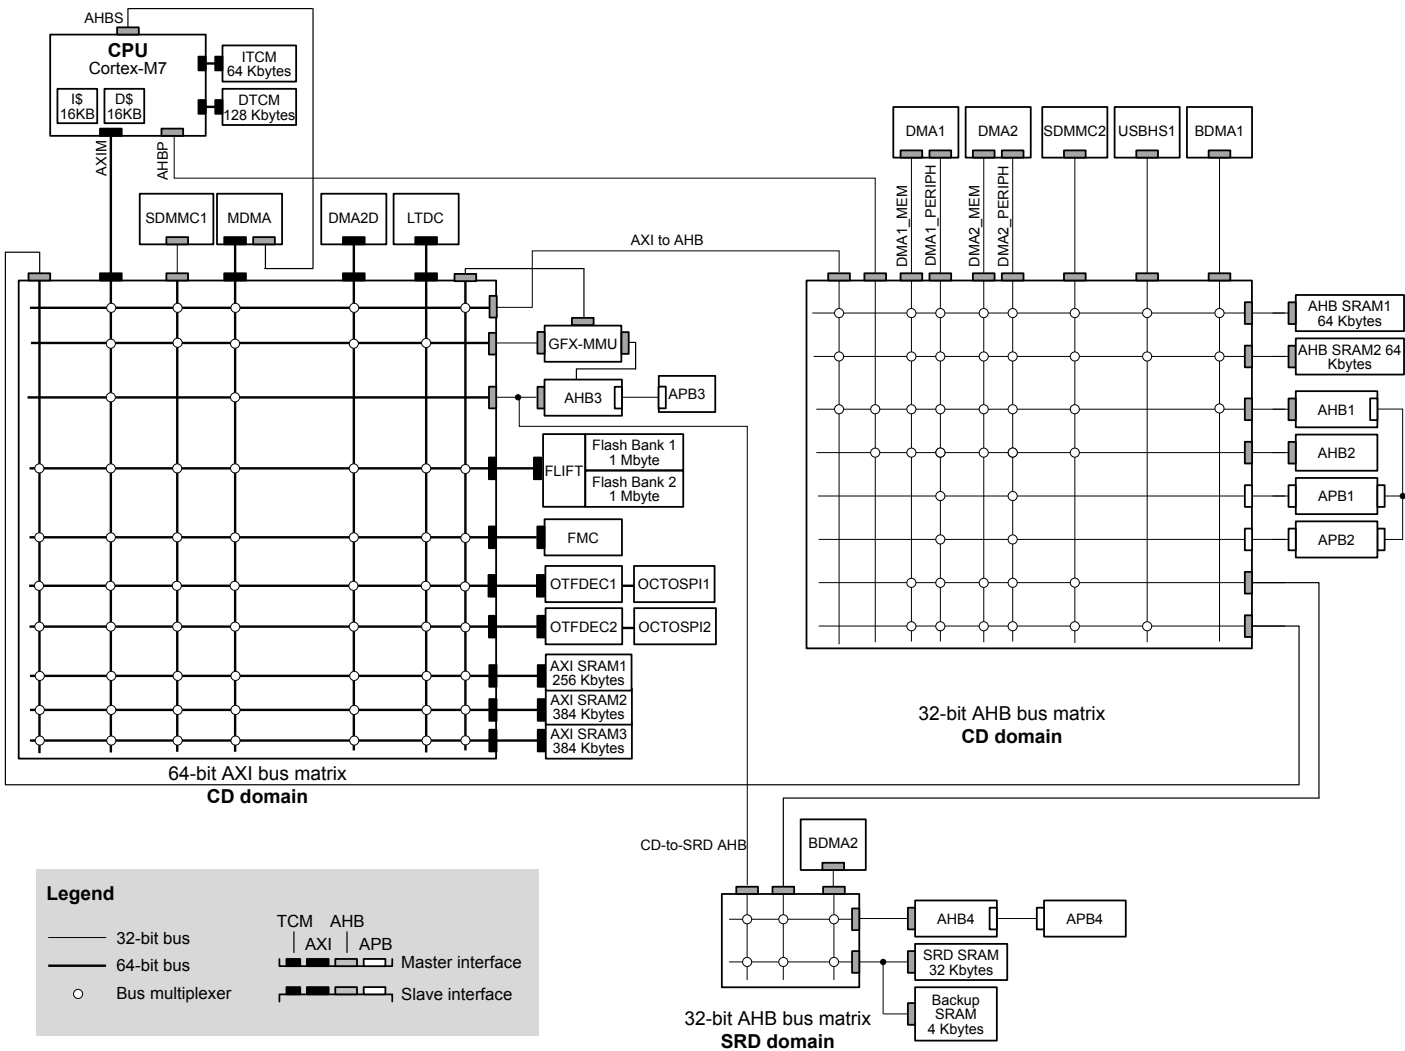 AHBS
CPU
Cortex-M7
I$
16KB
D$
16KB
ITCM
64 Kbytes
DTCM
128 Kbytes
AXIM
AHBP
SDMMC1
MDMA
DMA2D
LTDC
AXI to AHB
DMA1
DMA2
SDMMC2
USBHS1
BDMA1
DMA1_MEM
DMA1_PERIPH
DMA2_MEM
DMA2_PERIPH
GFX-MMU
AHB3
APB3
FLIFT
Flash Bank 1
1 Mbyte
Flash Bank 2
1 Mbyte
FMC
OTFDEC1
OCTOSPI1
OTFDEC2
OCTOSPI2
AXI SRAM1
256 Kbytes
AXI SRAM2
384 Kbytes
AXI SRAM3
384 Kbytes
64-bit AXI bus matrix
CD domain
AHB SRAM1
64 Kbytes
AHB SRAM2 64
Kbytes
AHB1
AHB2
APB1
APB2
32-bit AHB bus matrix
CD domain
CD-to-SRD AHB
BDMA2
AHB4
APB4
SRD SRAM
32 Kbytes
Backup
SRAM
4 Kbytes
32-bit AHB bus matrix
SRD domain
Legend
32-bit bus
64-bit bus
Bus multiplexer
TCM
AHB
AXI
APB
Master interface
Slave interface